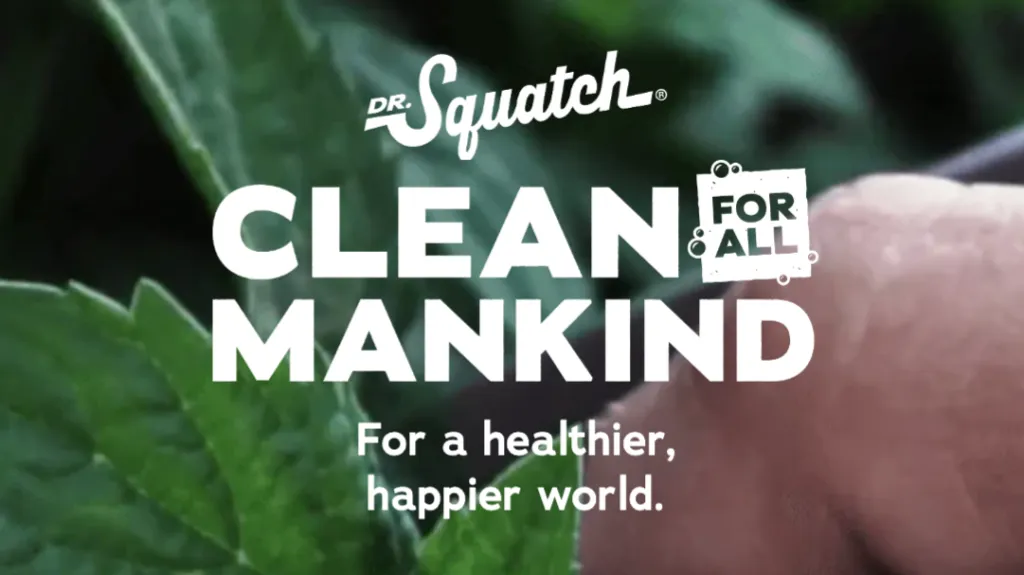 DR. Squatch®
CLEAN FOR ALL
MANKIND
For a healthier,
happier world.